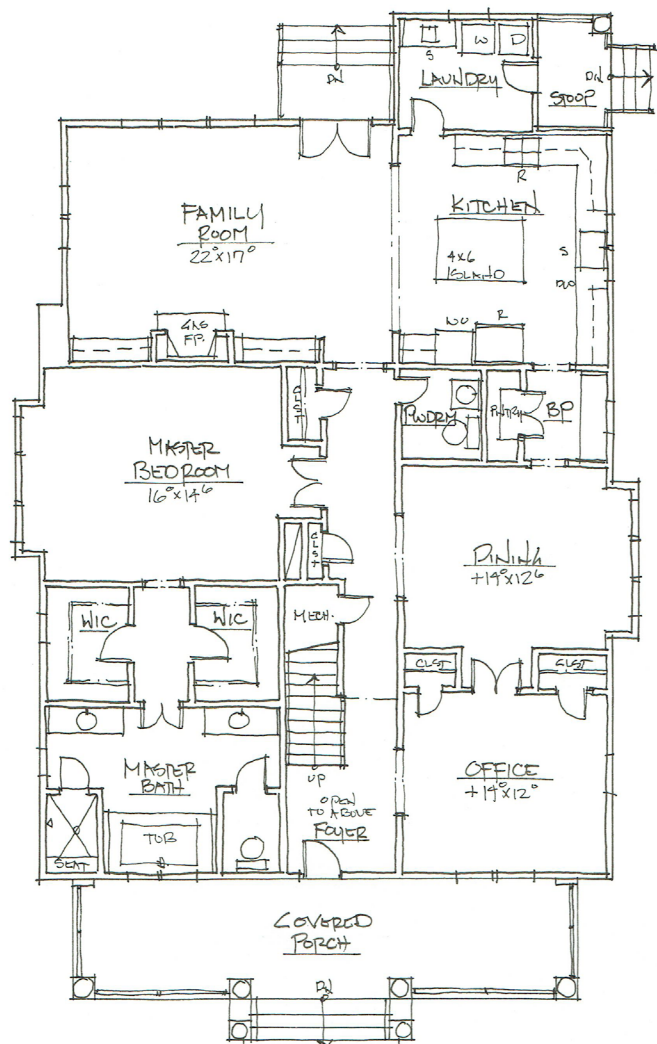 S
W
D
LAUNDRY
DN
STOOP
DN
R
KITCHEN
FAMILY
ROOM
22⁰x17⁰
4x6
ISLAND
S
DW
GAS
FP.
WO
R
CLST
PWDRM
PNTRY
BP
MASTER
BEDROOM
16⁰x14⁶
CLST
DINING
+14⁰x12⁶
WIC
WIC
MECH.
CLST
CLST
UP
MASTER
BATH
OFFICE
+14⁰x12⁰
OPEN
TO ABOVE
FOYER
TUB
SEAT
COVERED
PORCH
DN